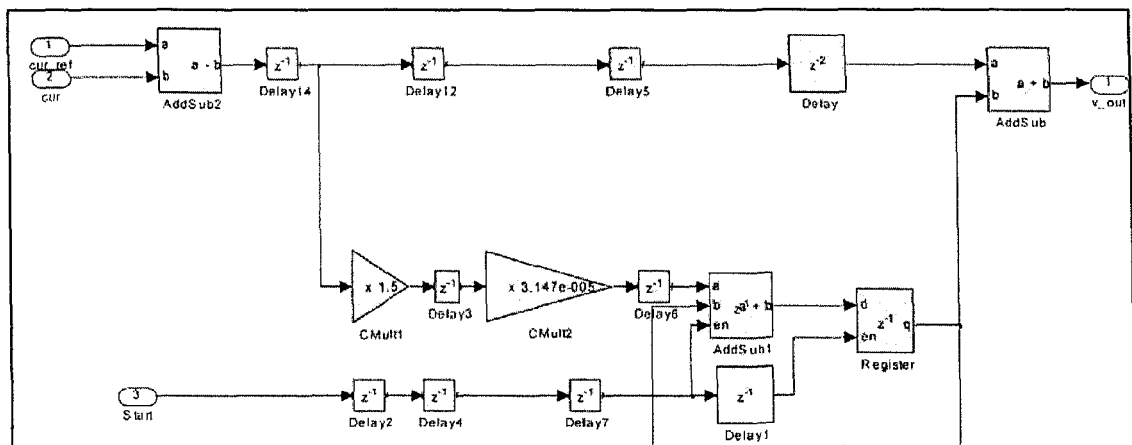 1
cur_ref
2
cur
a
b
a - b
AddSub2
z⁻¹
Delay14
z⁻¹
Delay12
z⁻¹
Delay5
z⁻²
Delay
a
b
a + b
AddSub
1
v_out
x 1.5
CMult1
z⁻¹
Delay3
x 3.147e-005
CMult2
z⁻¹
Delay6
a
b
en
AddSub1
d
en
z⁻¹
q
Register
3
Start
z⁻¹
Delay2
z⁻¹
Delay4
z⁻¹
Delay7
z⁻¹
Delay1